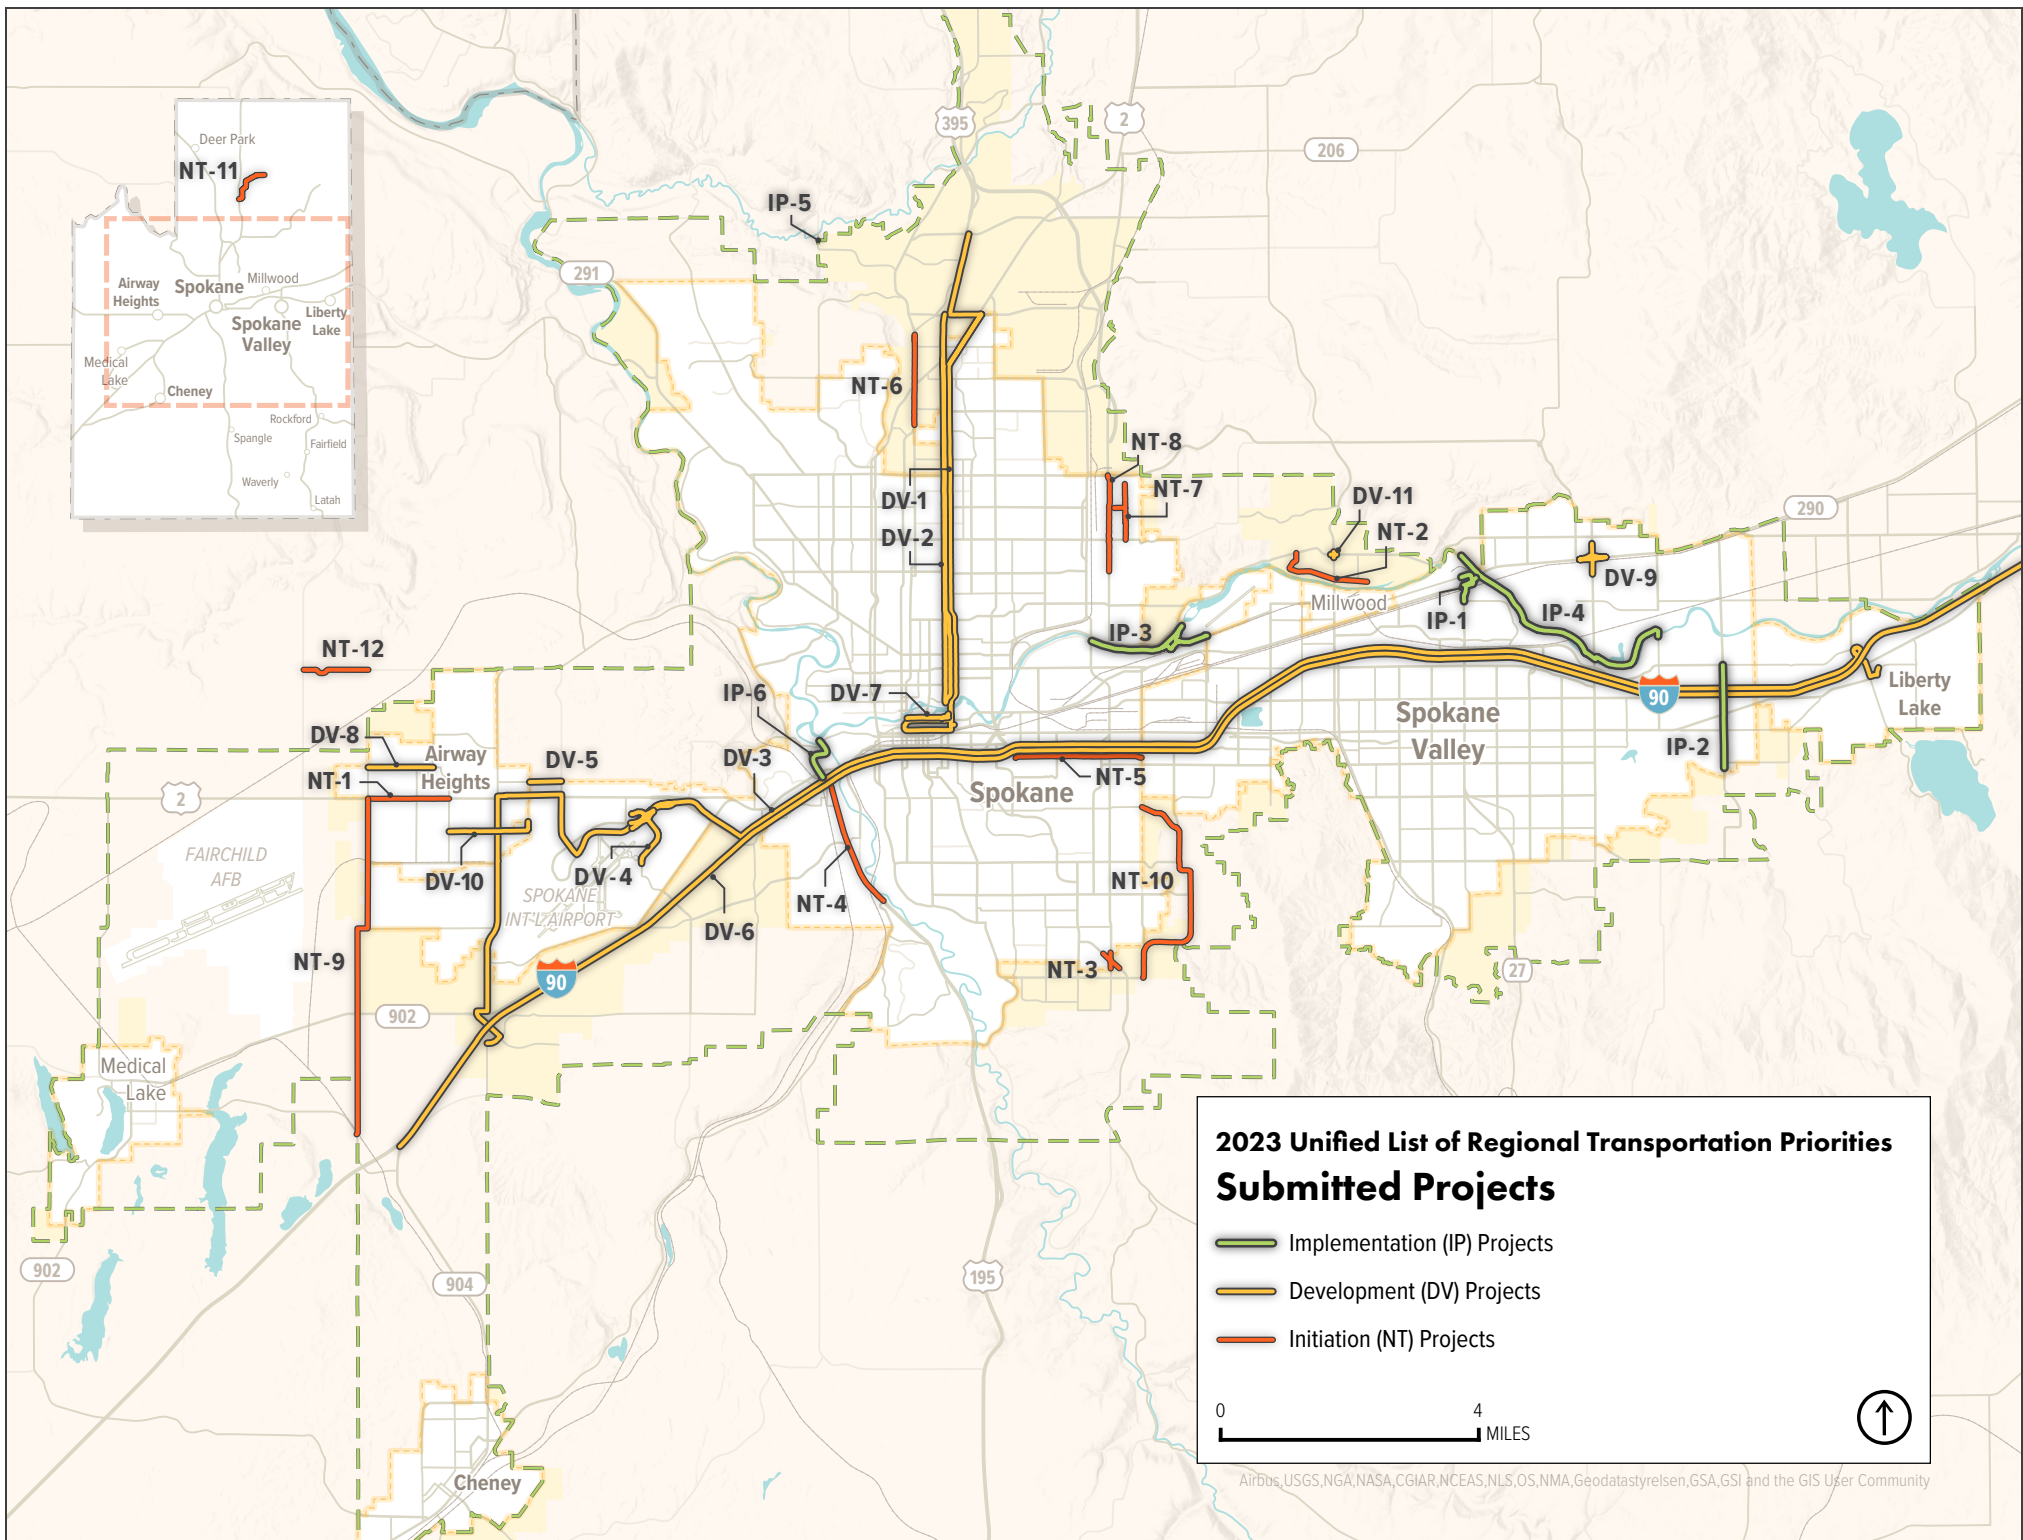 395
2
206
Deer Park
NT-11
IP-5
291
Airway
Heights
Spokane
Millwood
Spokane
Valley
Liberty
Lake
Medical
Lake
Cheney
Rockford
Spangle
Fairfield
Waverly
Latah
NT-6
NT-8
NT-7
DV-1
DV-2
DV-11
NT-2
290
DV-9
Millwood
IP-1
IP-4
IP-3
NT-12
IP-6
DV-7
90
Liberty
Lake
Spokane
Valley
IP-2
DV-8
Airway
Heights
DV-5
DV-3
NT-1
2
NT-5
Spokane
FAIRCHILD
AFB
DV-10
DV-4
SPOKANE
INT'L AIRPORT
NT-4
NT-10
DV-6
NT-9
90
NT-3
27
902
Medical
Lake
902
904
195
Cheney
2023 Unified List of Regional Transportation Priorities
Submitted Projects
Implementation (IP) Projects
Development (DV) Projects
Initiation (NT) Projects
0 4
MILES
Airbus,USGS,NGA,NASA,CGIAR,NCEAS,NLS,OS,NMA,Geodatastyrelsen,GSA,GSI and the GIS User Community